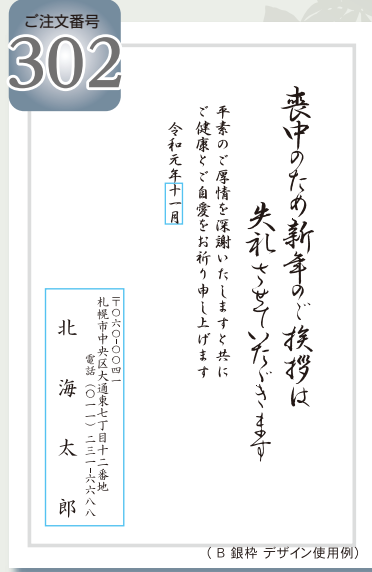 ご注文番号
302
喪中のため新年のご挨拶は
失礼させていただきます
平素のご厚情を深謝いたしますと共に
ご健康とご自愛をお祈り申し上げます
令和元年十一月
〒〇六〇-〇〇四一
札幌市中央区大通東七丁目十二番地
電話(〇一一)二三一-六六八八
北海太郎
(B 銀枠 デザイン使用例)